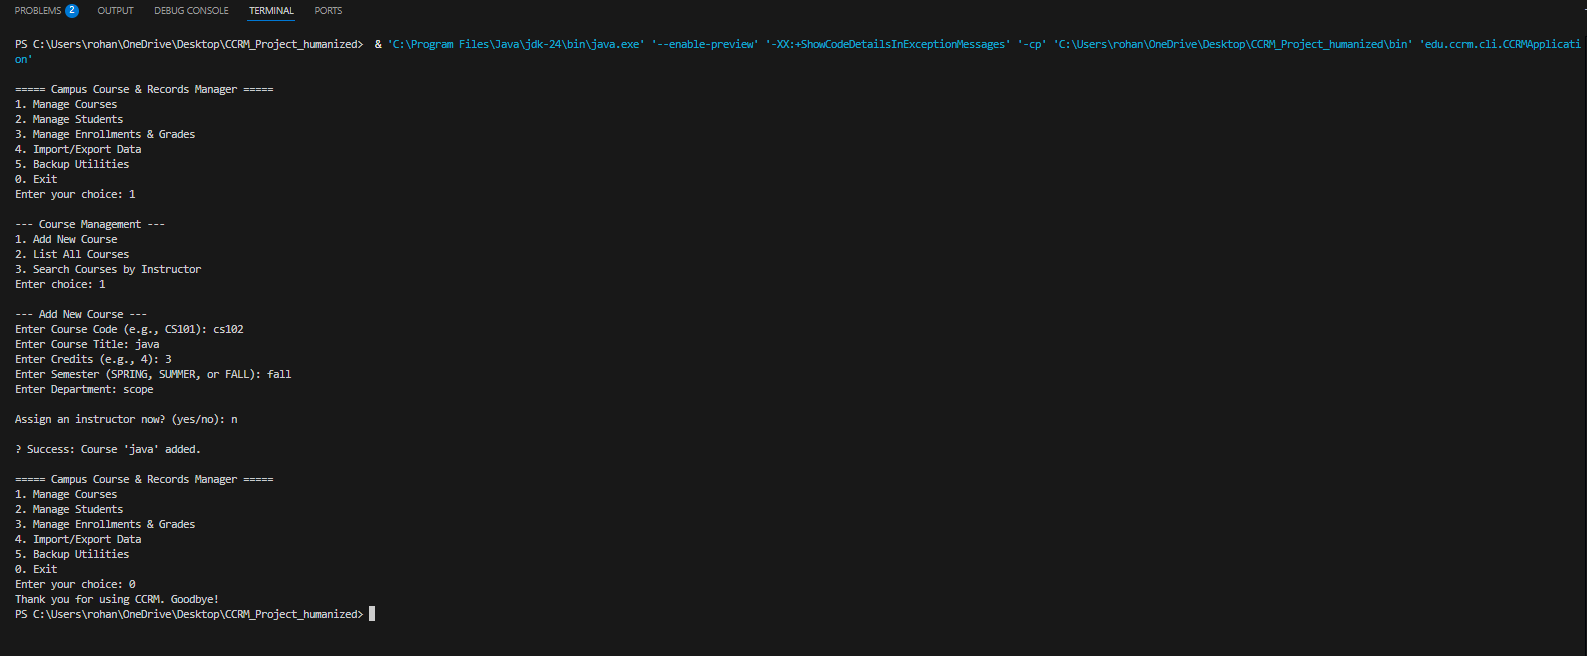 PROBLEMS 2 OUTPUT DEBUG CONSOLE TERMINAL PORTS
PS C:\Users\rohan\OneDrive\Desktop\CCRM_Project_humanized> & 'C:\Program Files\Java\jdk-24\bin\java.exe' '--enable-preview' '-XX:+ShowCodeDetailsInExceptionMessages' '-cp' 'C:\Users\rohan\OneDrive\Desktop\CCRM_Project_humanized\bin' 'edu.ccrm.cli.CCRMApplicati
on'
===== Campus Course & Records Manager =====
1. Manage Courses
2. Manage Students
3. Manage Enrollments & Grades
4. Import/Export Data
5. Backup Utilities
0. Exit
Enter your choice: 1
--- Course Management ---
1. Add New Course
2. List All Courses
3. Search Courses by Instructor
Enter choice: 1
--- Add New Course ---
Enter Course Code (e.g., CS101): cs102
Enter Course Title: java
Enter Credits (e.g., 4): 3
Enter Semester (SPRING, SUMMER, or FALL): fall
Enter Department: scope
Assign an instructor now? (yes/no): n
? Success: Course 'java' added.
===== Campus Course & Records Manager =====
1. Manage Courses
2. Manage Students
3. Manage Enrollments & Grades
4. Import/Export Data
5. Backup Utilities
0. Exit
Enter your choice: 0
Thank you for using CCRM. Goodbye!
PS C:\Users\rohan\OneDrive\Desktop\CCRM_Project_humanized>